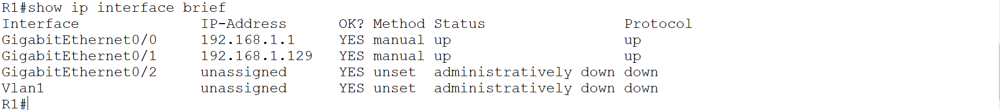 R1#show ip interface brief
Interface              IP-Address      OK? Method Status                Protocol
GigabitEthernet0/0     192.168.1.1     YES manual up                    up
GigabitEthernet0/1     192.168.1.129   YES manual up                    up
GigabitEthernet0/2     unassigned      YES unset  administratively down down
Vlan1                  unassigned      YES unset  administratively down down
R1#